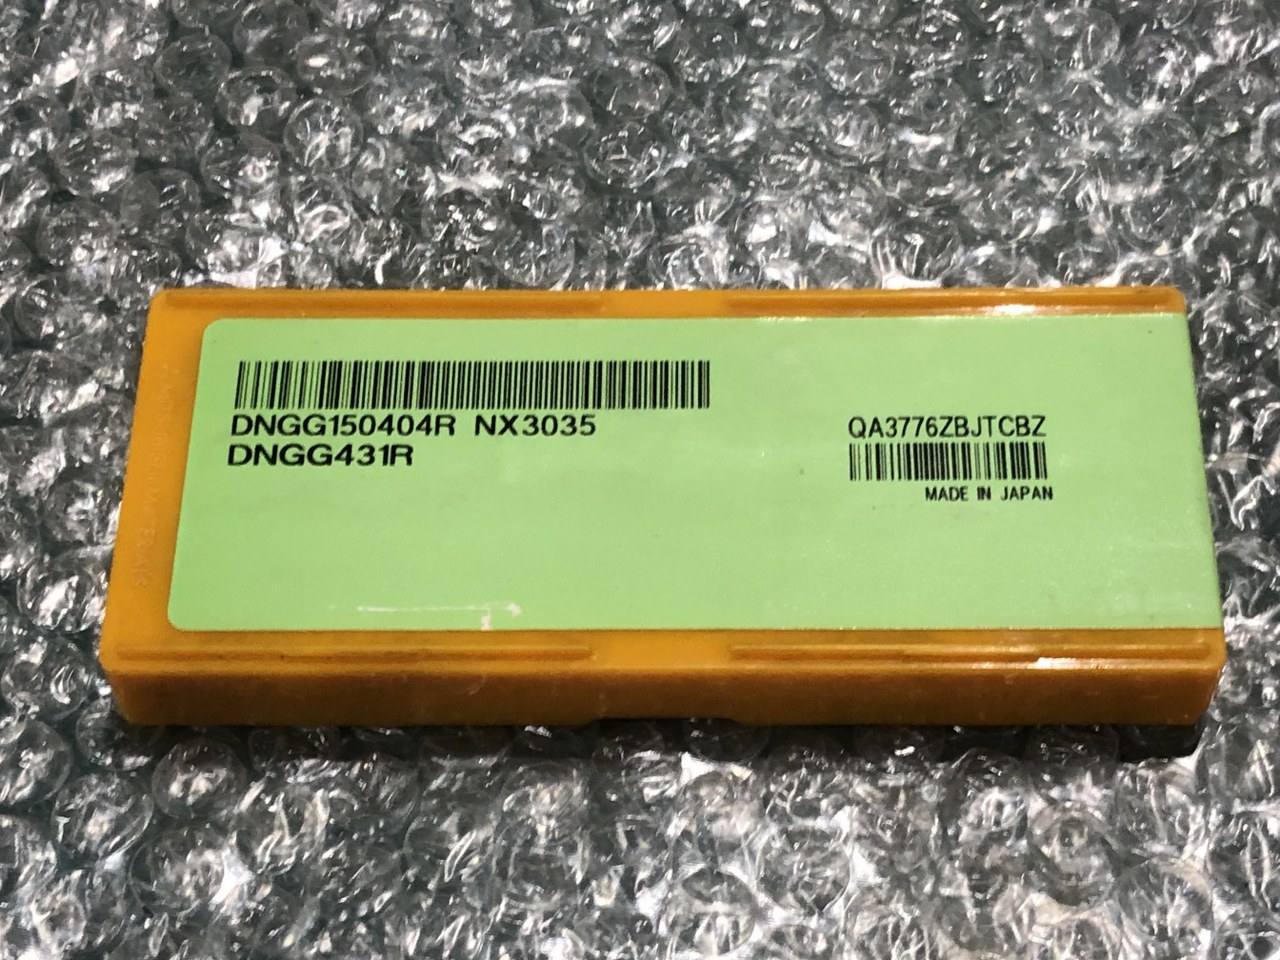 DNGG150404R NX3035
DNGG431R
QA3776ZBJTCBZ
MADE IN JAPAN